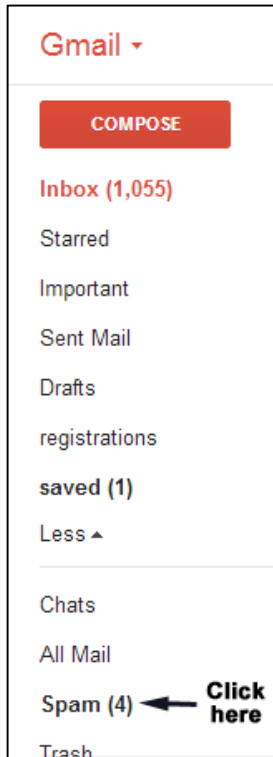 Gmail
COMPOSE
Inbox (1,055)
Starred
Important
Sent Mail
Drafts
registrations
saved (1)
Less
Chats
All Mail
Spam (4) Click here
Trash